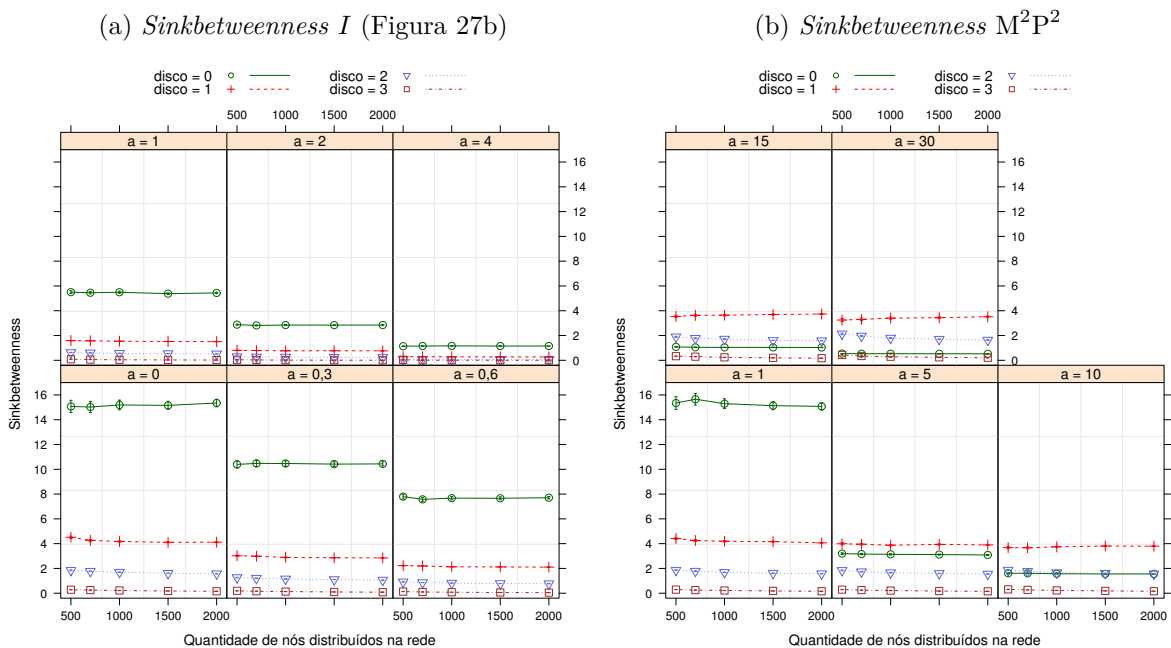 (a) Sinkbetweenness I (Figura 27b)
disco = 0
disco = 1
disco = 2
disco = 3
500 1000 1500 2000
a = 1
a = 2
a = 4
16
14
12
10
8
6
4
2
0
a = 0
a = 0,3
a = 0,6
16
14
12
10
8
6
4
2
0
500 1000 1500 2000
500 1000 1500 2000
Sinkbetweenness
Quantidade de nós distribuídos na rede
(b) Sinkbetweenness M²P²
disco = 0
disco = 1
disco = 2
disco = 3
500 1000 1500 2000
a = 15
a = 30
16
14
12
10
8
6
4
2
0
a = 1
a = 5
a = 10
16
14
12
10
8
6
4
2
0
500 1000 1500 2000
500 1000 1500 2000
Sinkbetweenness
Quantidade de nós distribuídos na rede